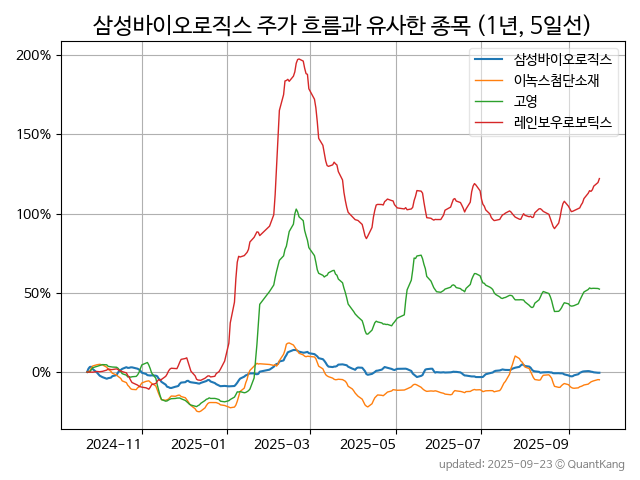 삼성바이오로직스 주가 흐름과 유사한 종목 (1년, 5일선)
삼성바이오로직스
이녹스첨단소재
고영
레인보우로보틱스
200%
150%
100%
50%
0%
2024-11
2025-01
2025-03
2025-05
2025-07
2025-09
updated: 2025-09-23 © QuantKang